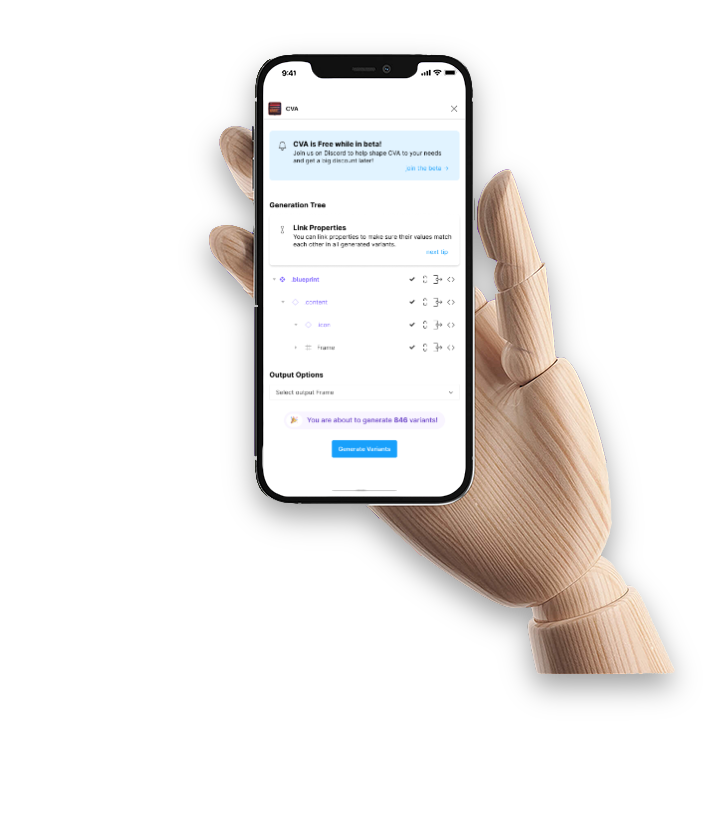 9:41
CVA
CVA is Free while in beta!
Join us on Discord to help shape CVA to your needs
and get a big discount later!
join the beta
Generation Tree
Link Properties
You can link properties to make sure their values match
each other in all generated variants.
next tip
.blueprint
.content
.icon
Frame
Output Options
Select output Frame
You are about to generate 846 variants!
Generate Variants